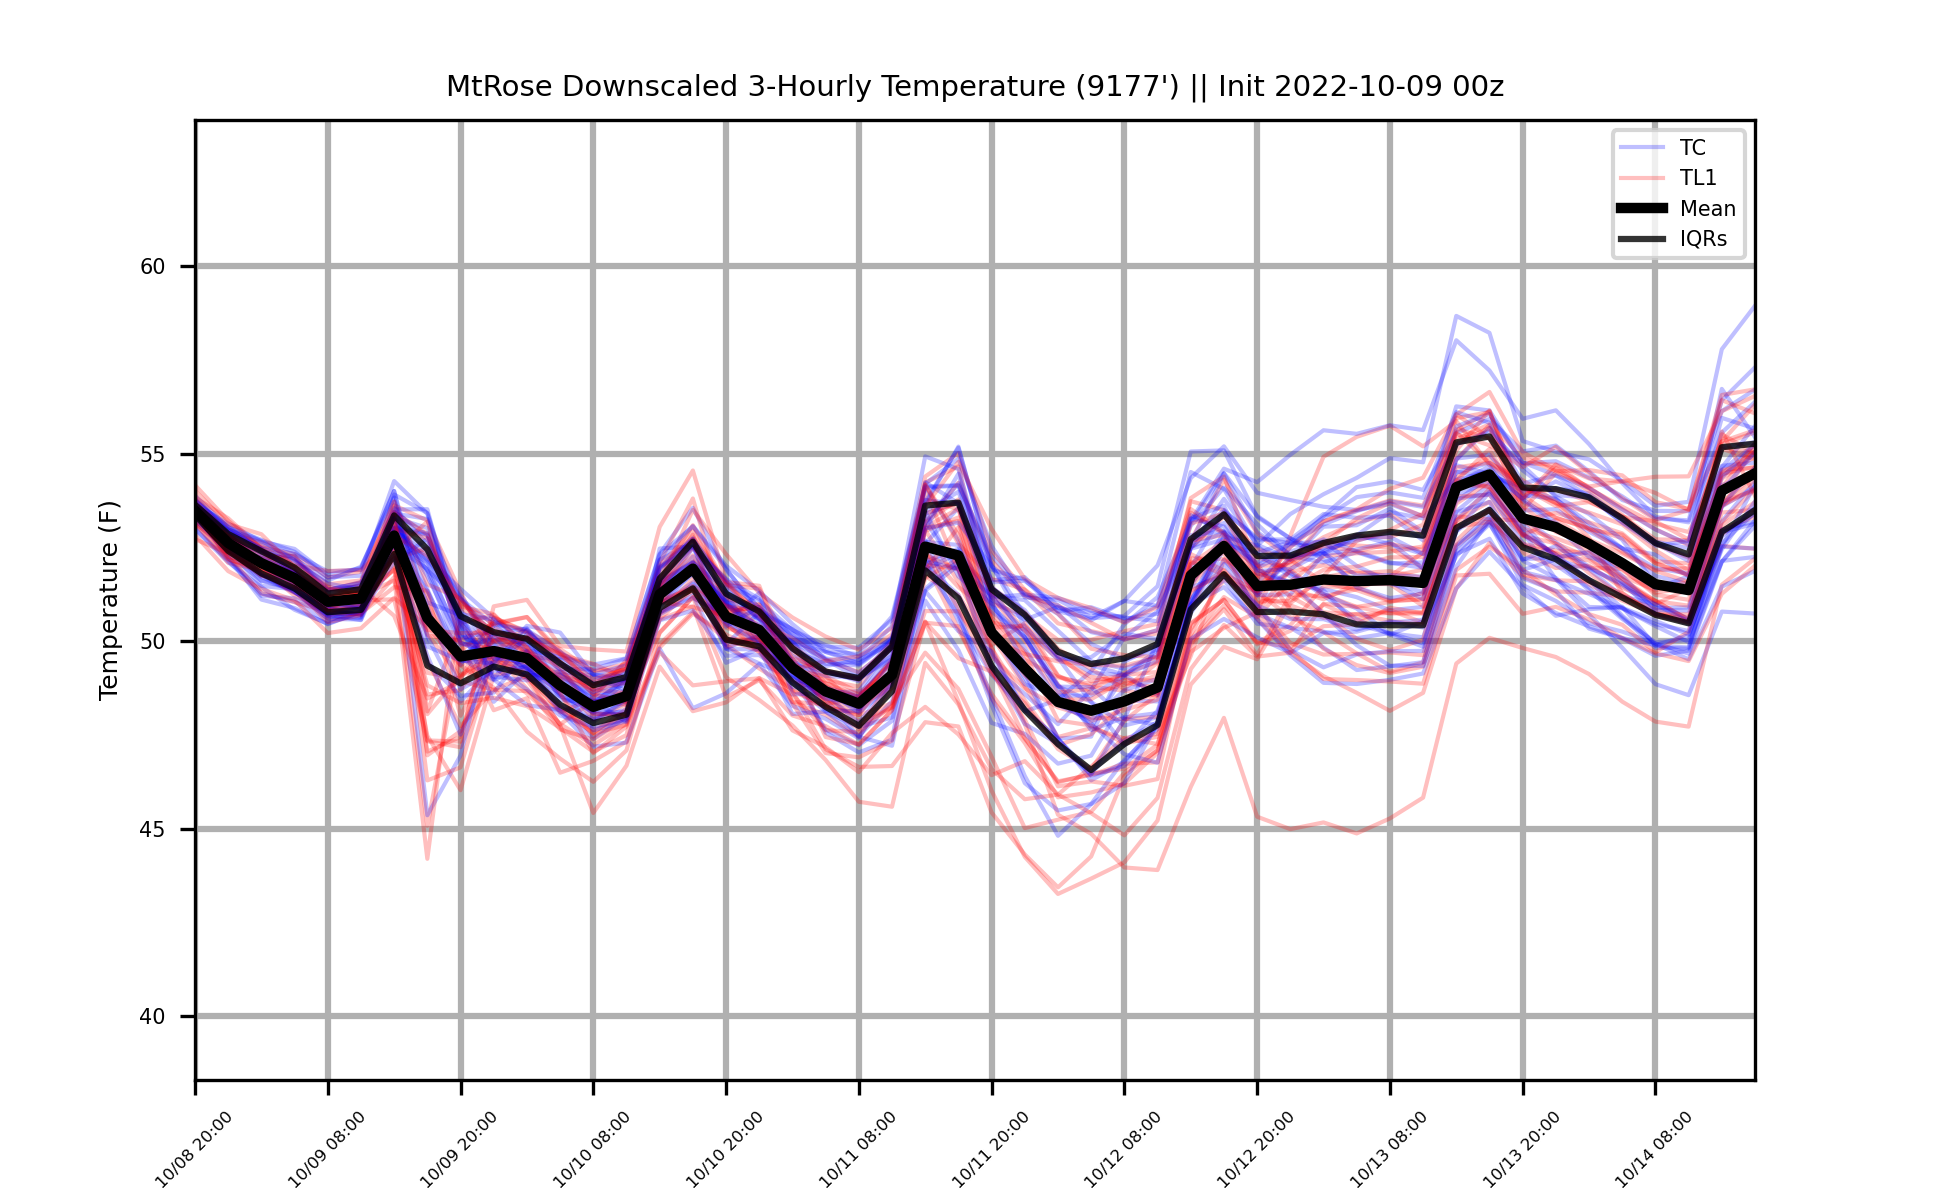 MtRose Downscaled 3-Hourly Temperature (9177') || Init 2022-10-09 00z
TC
TL1
Mean
IQRs
Temperature (F)
60
55
50
45
40
10/08 20:00
10/09 08:00
10/09 20:00
10/10 08:00
10/10 20:00
10/11 08:00
10/11 20:00
10/12 08:00
10/12 20:00
10/13 08:00
10/13 20:00
10/14 08:00